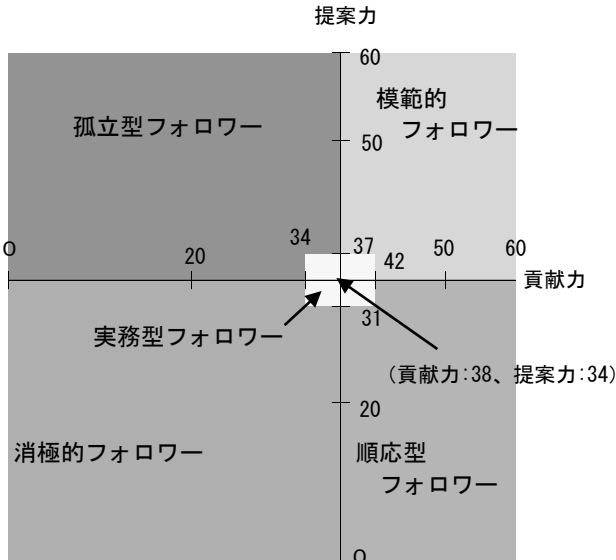 提案力
60
模範的
フォロワー
孤立型フォロワー
50
34
37
0
20
42
50
60
貢献力
31
実務型フォロワー
（貢献力:38、提案力:34）
20
消極的フォロワー
順応型
フォロワー
0